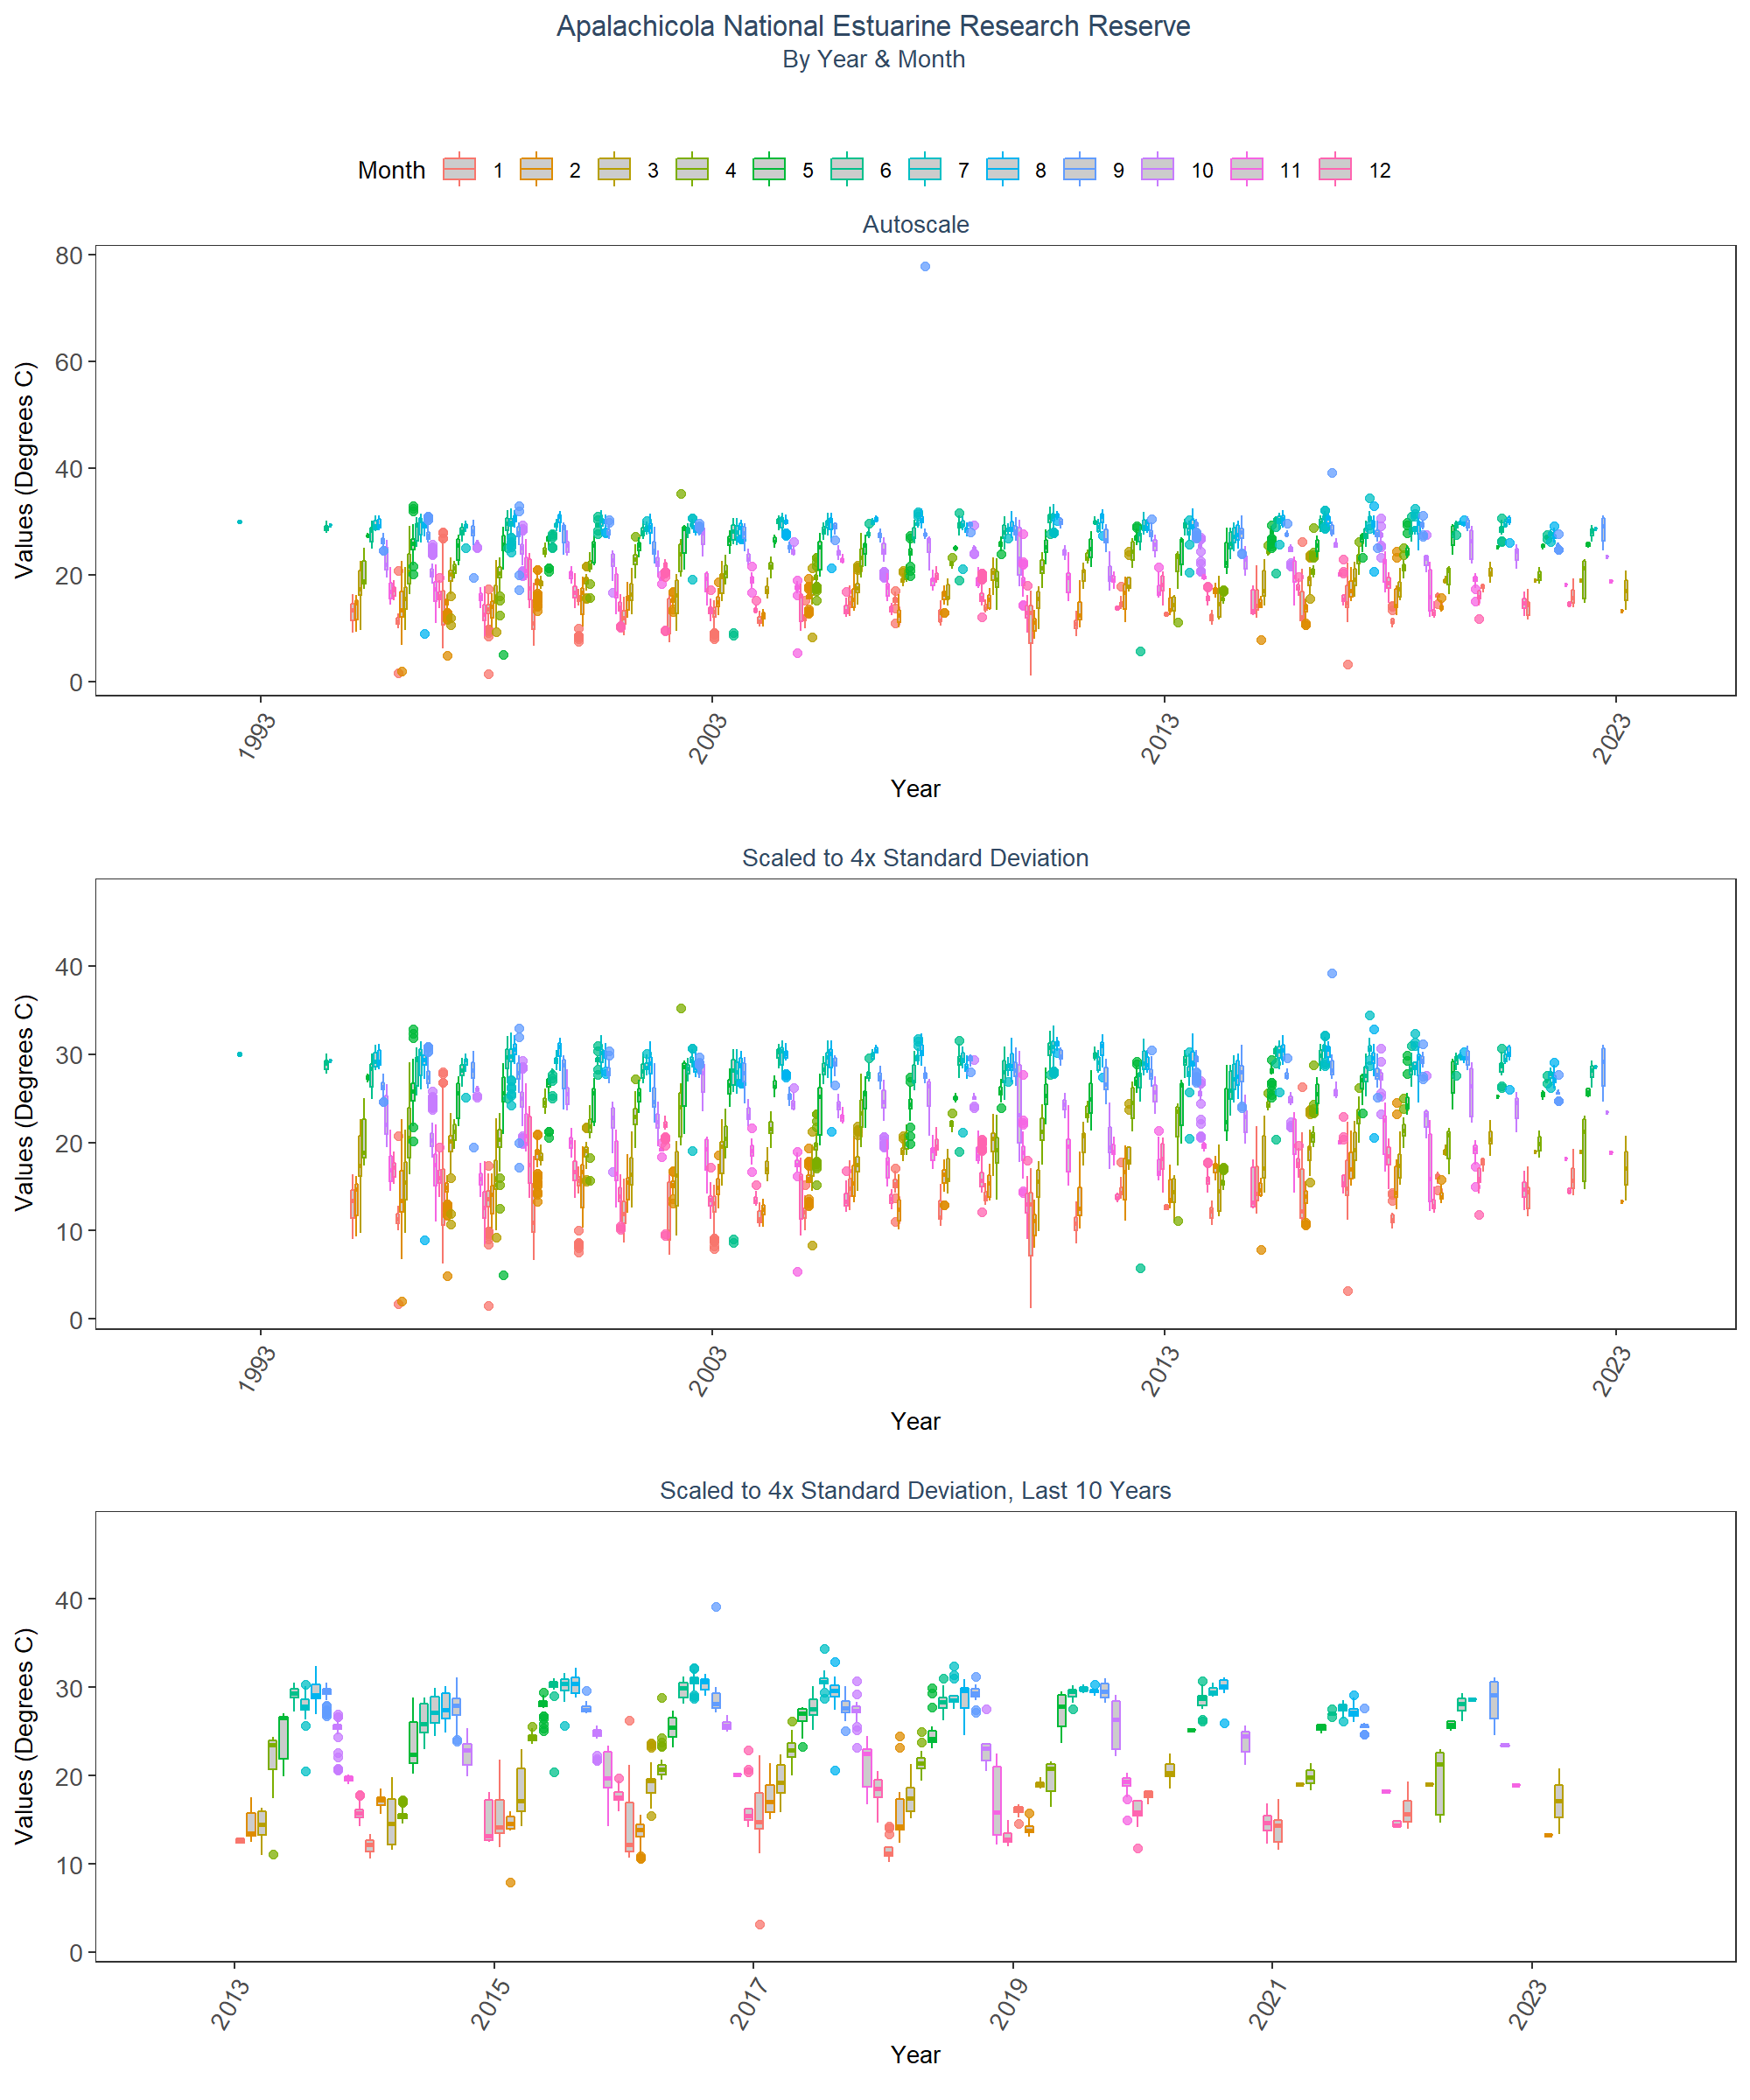 Apalachicola National Estuarine Research Reserve
By Year & Month
Month 1 2 3 4 5 6 7 8 9 10 11 12
Autoscale
Values (Degrees C)
80
60
40
20
0
1993 2003 2013 2023
Year
Scaled to 4x Standard Deviation
Values (Degrees C)
40
30
20
10
0
1993 2003 2013 2023
Year
Scaled to 4x Standard Deviation, Last 10 Years
Values (Degrees C)
40
30
20
10
0
2013 2015 2017 2019 2021 2023
Year